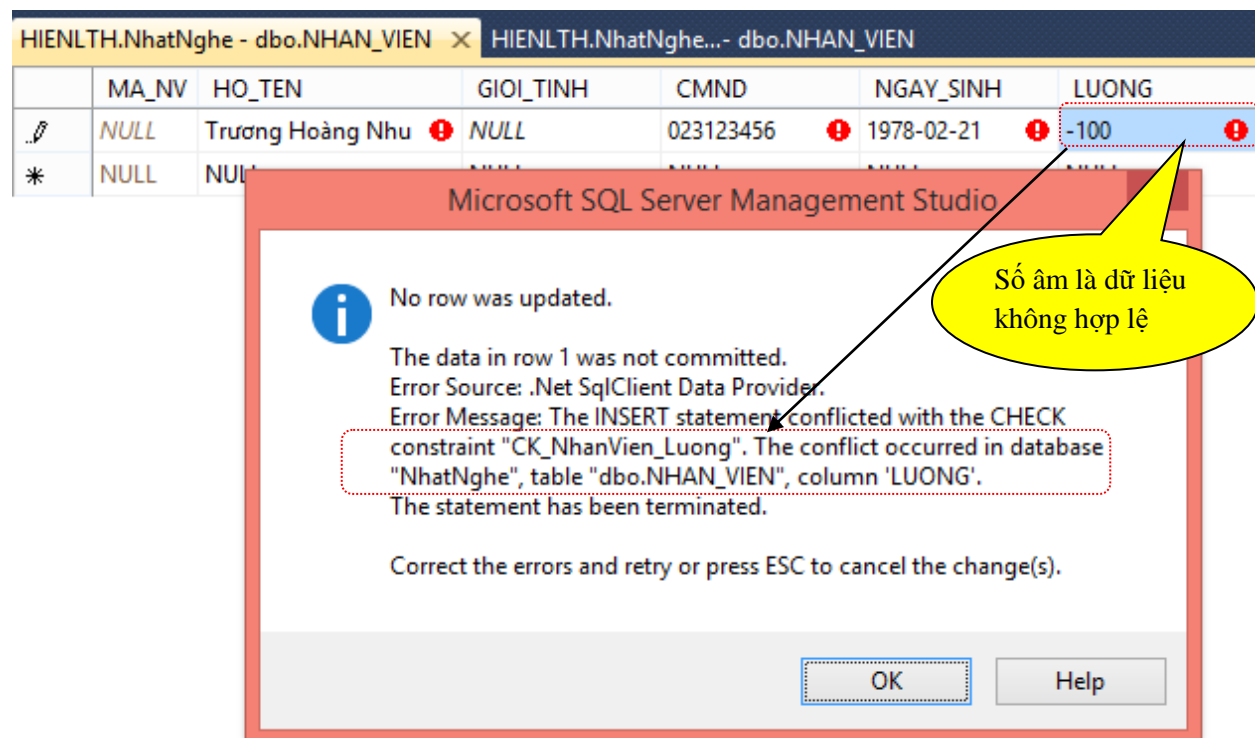 HIENLTH.NhatNghe - dbo.NHAN_VIEN HIENLTH.NhatNghe...- dbo.NHAN_VIEN
MA_NV HO_TEN GIOI_TINH CMND NGAY_SINH LUONG
NULL Trương Hoàng Nhu NULL 023123456 1978-02-21 -100
NULL
Microsoft SQL Server Management Studio
Số âm là dữ liệu
không hợp lệ
No row was updated.
The data in row 1 was not committed.
Error Source: .Net SqlClient Data Provider.
Error Message: The INSERT statement conflicted with the CHECK
constraint "CK_NhanVien_Luong". The conflict occurred in database
"NhatNghe", table "dbo.NHAN_VIEN", column 'LUONG'.
The statement has been terminated.
Correct the errors and retry or press ESC to cancel the change(s).
OK Help